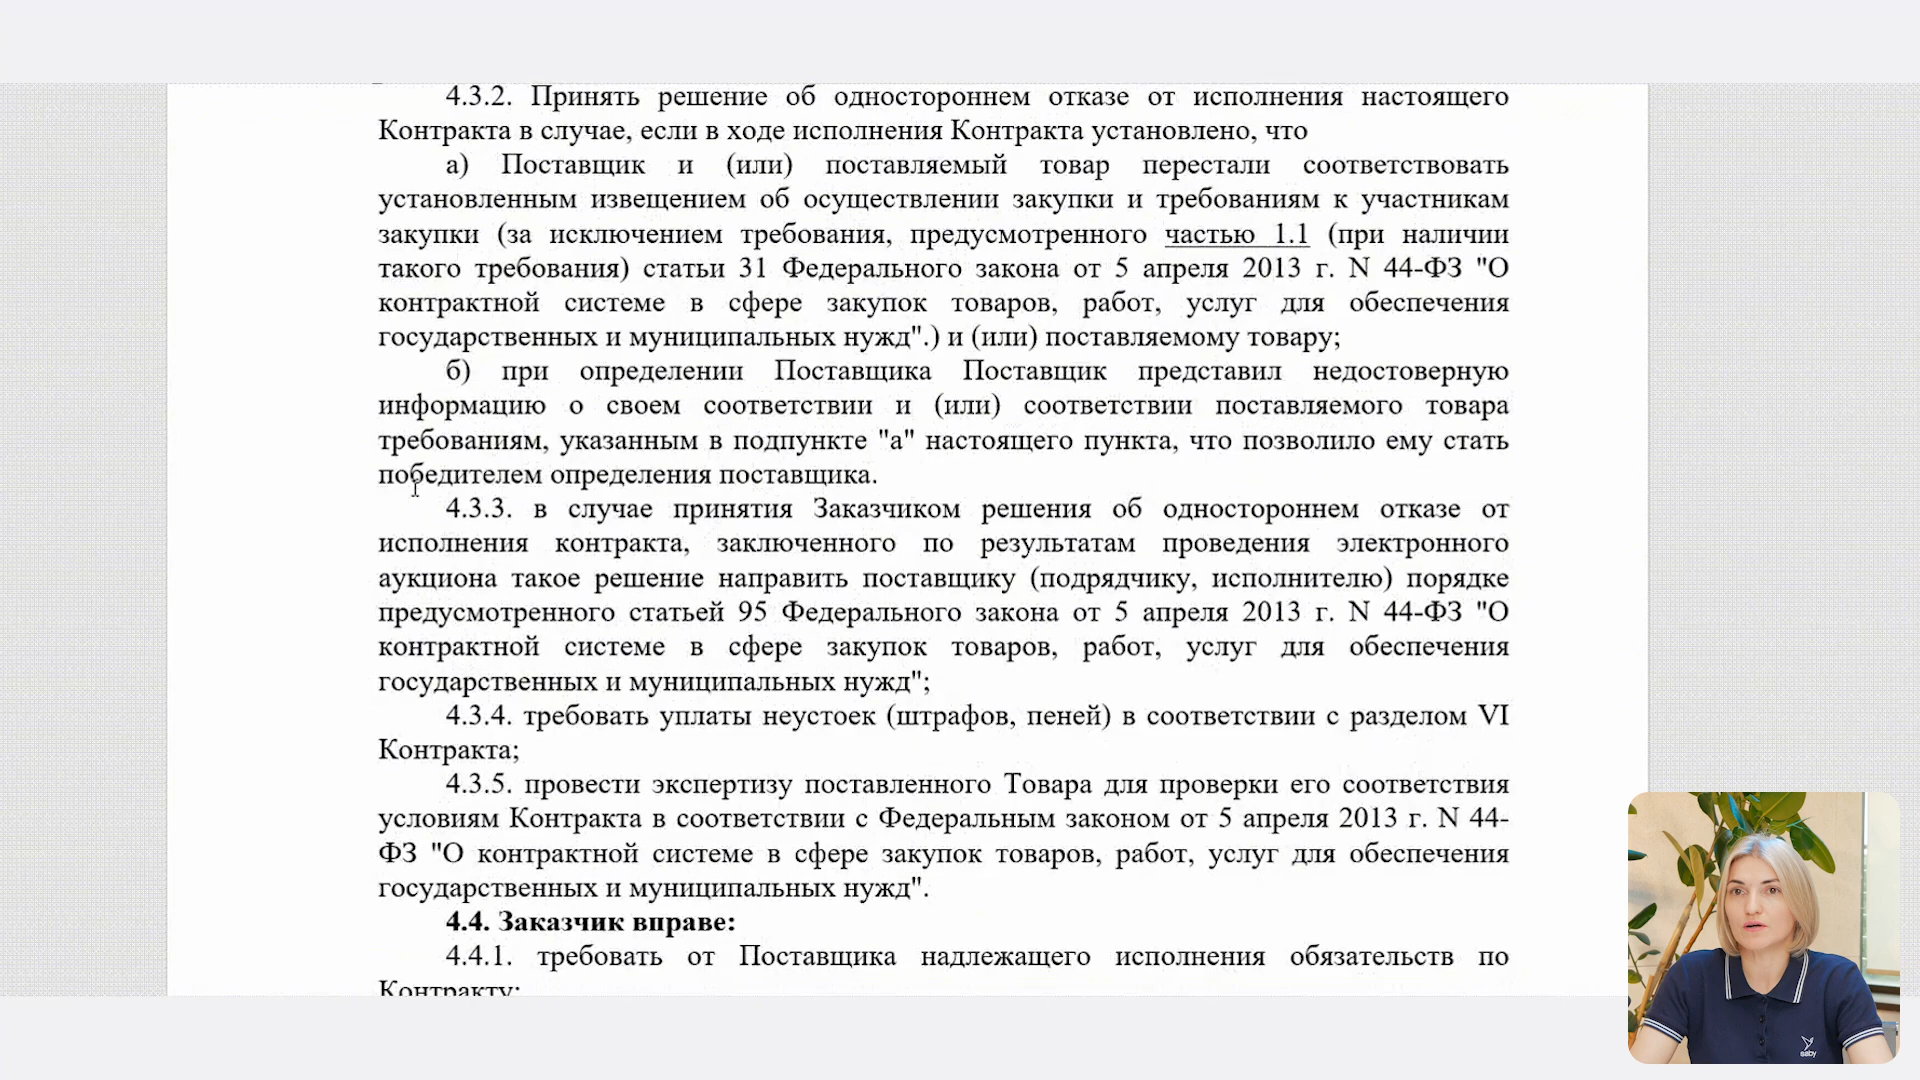 4.3.2. Принять решение об одностороннем отказе от исполнения настоящего
Контракта в случае, если в ходе исполнения Контракта установлено, что
а) Поставщик и (или) поставляемый товар перестали соответствовать
установленным извещением об осуществлении закупки и требованиям к участникам
закупки (за исключением требования, предусмотренного частью 1.1 (при наличии
такого требования) статьи 31 Федерального закона от 5 апреля 2013 г. N 44-ФЗ "О
контрактной системе в сфере закупок товаров, работ, услуг для обеспечения
государственных и муниципальных нужд".) и (или) поставляемому товару;
б) при определении Поставщика Поставщик представил недостоверную
информацию о своем соответствии и (или) соответствии поставляемого товара
требованиям, указанным в подпункте "а" настоящего пункта, что позволило ему стать
победителем определения поставщика.
4.3.3. в случае принятия Заказчиком решения об одностороннем отказе от
исполнения контракта, заключенного по результатам проведения электронного
аукциона такое решение направить поставщику (подрядчику, исполнителю) порядке
предусмотренного статьей 95 Федерального закона от 5 апреля 2013 г. N 44-ФЗ "О
контрактной системе в сфере закупок товаров, работ, услуг для обеспечения
государственных и муниципальных нужд";
4.3.4. требовать уплаты неустоек (штрафов, пеней) в соответствии с разделом VI
Контракта;
4.3.5. провести экспертизу поставленного Товара для проверки его соответствия
условиям Контракта в соответствии с Федеральным законом от 5 апреля 2013 г. N 44-
ФЗ "О контрактной системе в сфере закупок товаров, работ, услуг для обеспечения
государственных и муниципальных нужд".
4.4. Заказчик вправе:
4.4.1. требовать от Поставщика надлежащего исполнения обязательств по
Контракту;
saby